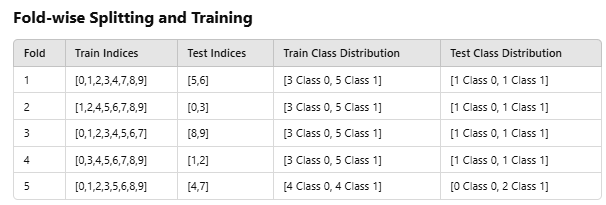 Fold-wise Splitting and Training
Fold Train Indices Test Indices Train Class Distribution Test Class Distribution
1 [0,1,2,3,4,7,8,9] [5,6] [3 Class 0, 5 Class 1] [1 Class 0, 1 Class 1]
2 [1,2,4,5,6,7,8,9] [0,3] [3 Class 0, 5 Class 1] [1 Class 0, 1 Class 1]
3 [0,1,2,3,4,5,6,7] [8,9] [3 Class 0, 5 Class 1] [1 Class 0, 1 Class 1]
4 [0,3,4,5,6,7,8,9] [1,2] [3 Class 0, 5 Class 1] [1 Class 0, 1 Class 1]
5 [0,1,2,3,5,6,8,9] [4,7] [4 Class 0, 4 Class 1] [0 Class 0, 2 Class 1]